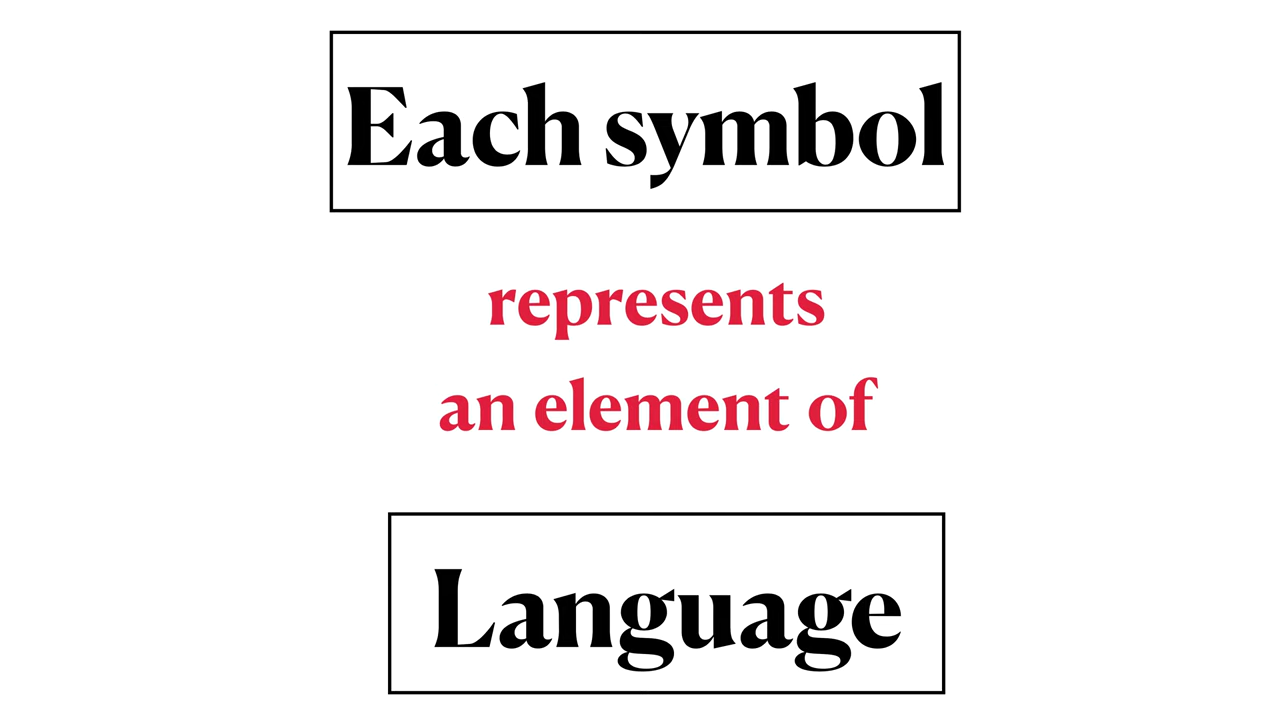 Each symbol
represents
an element of
Language